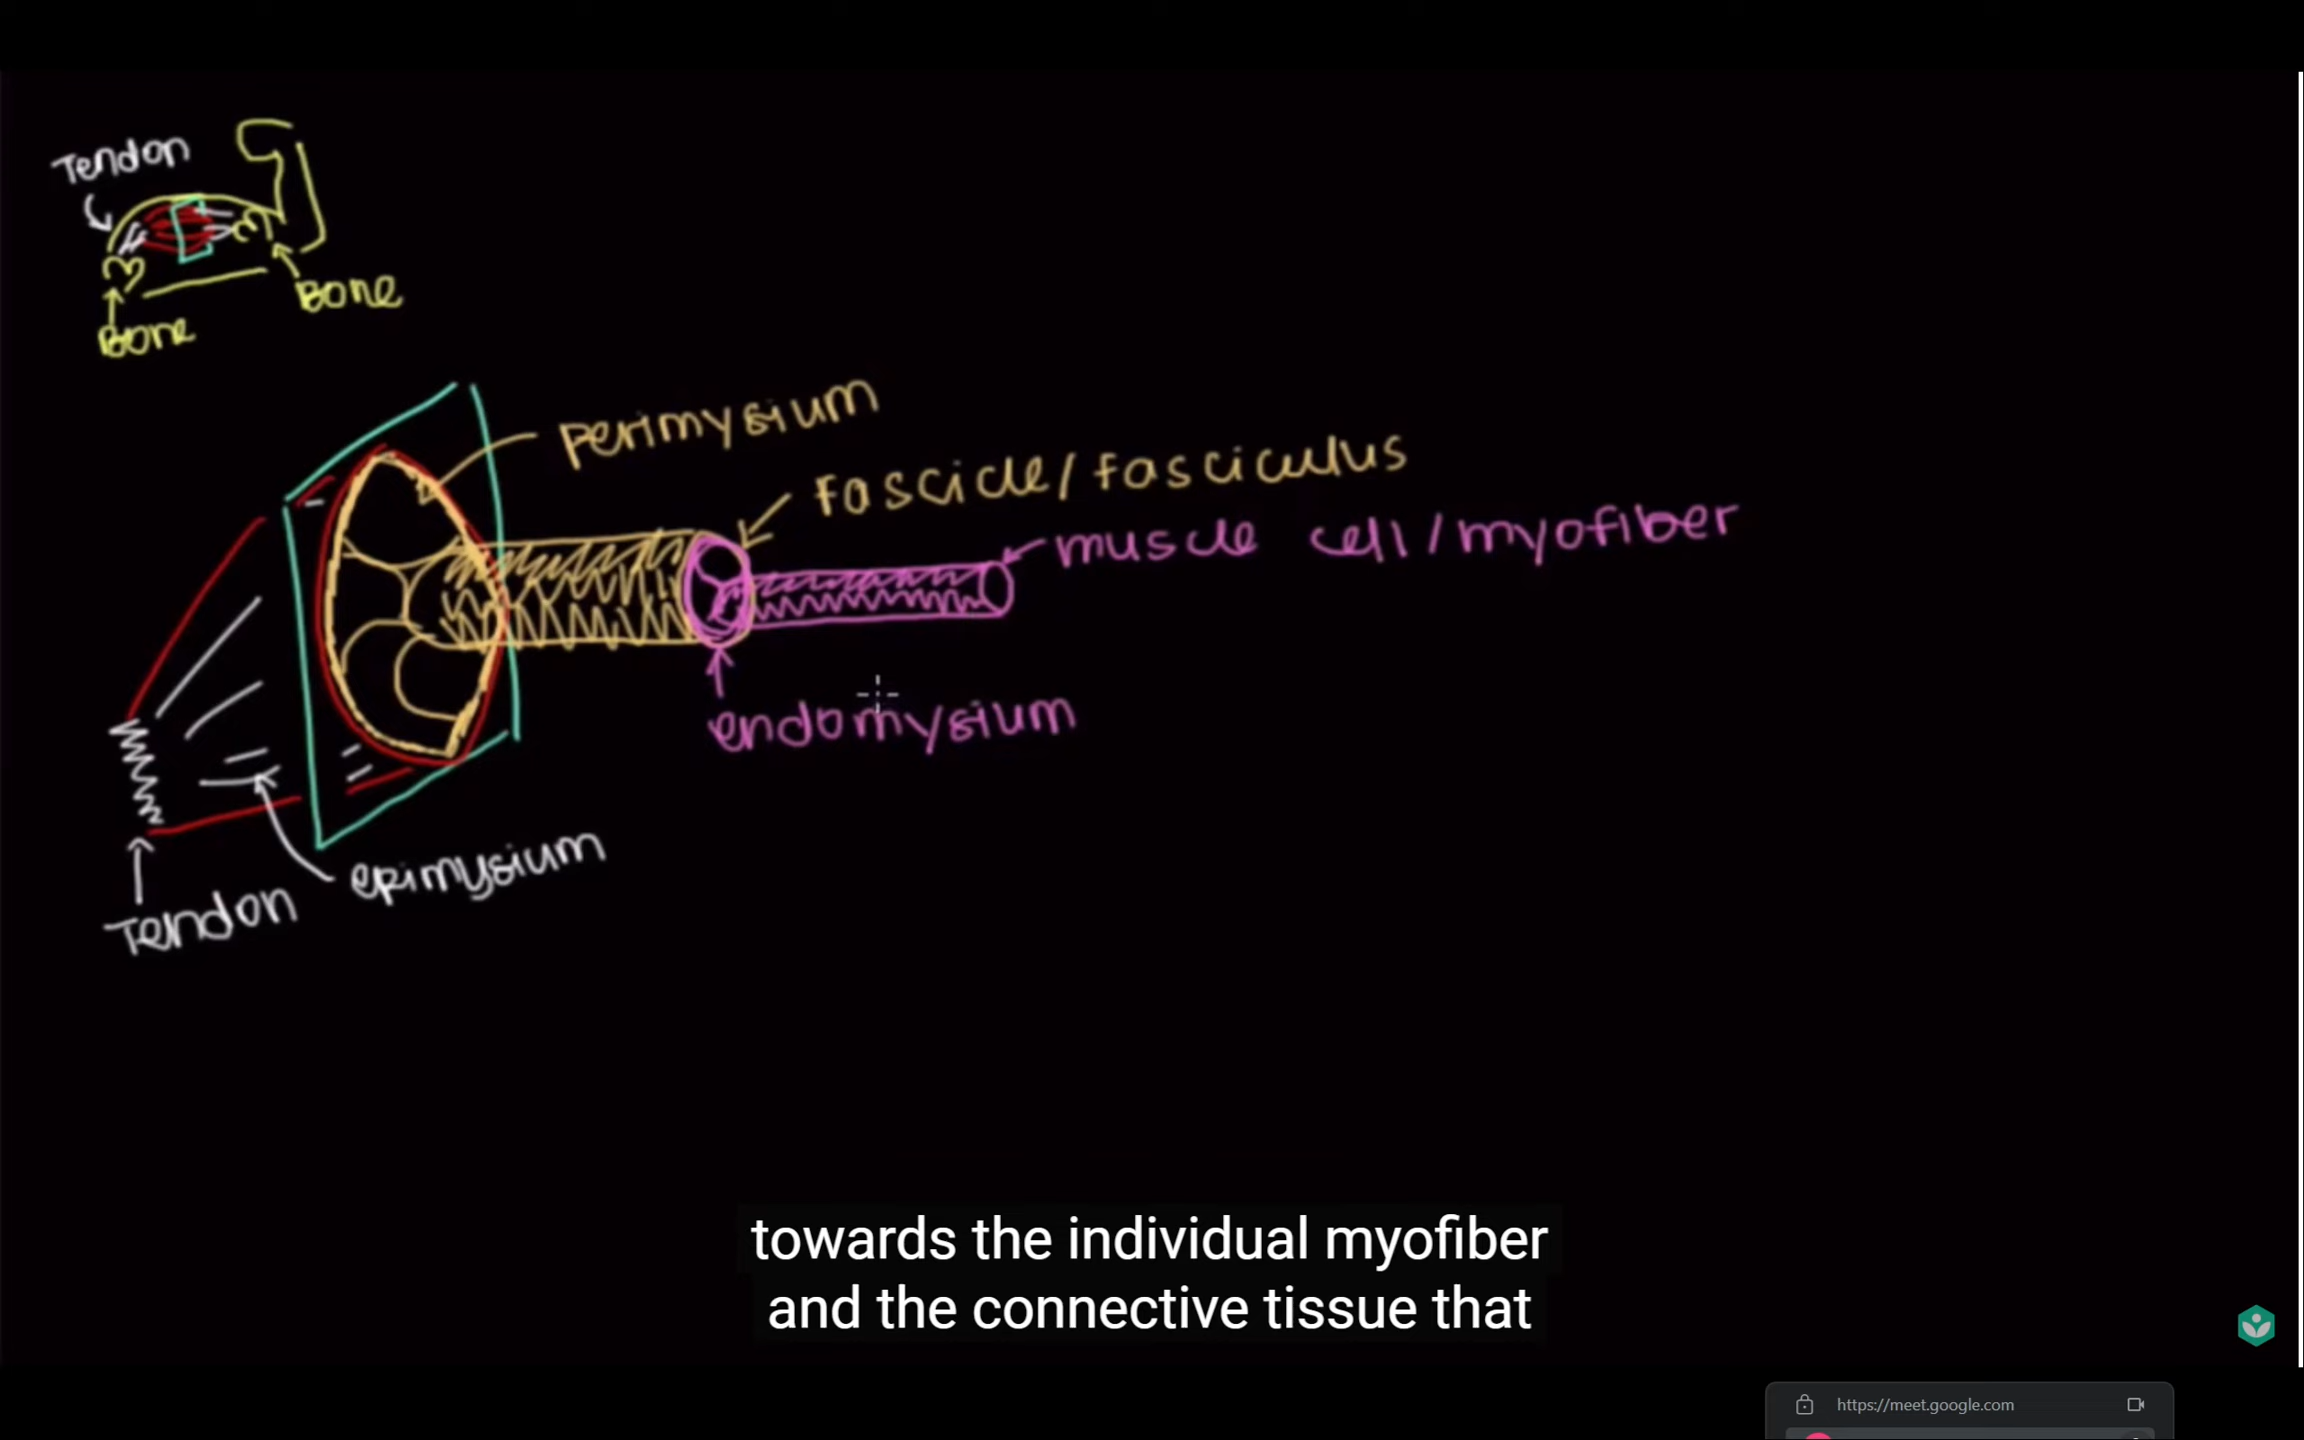 Tendon
Bone
Bone
perimysium
fascicle/fasciculus
muscle cell/myofiber
endomysium
epimysium
Tendon
towards the individual myofiber
and the connective tissue that
https://meet.google.com